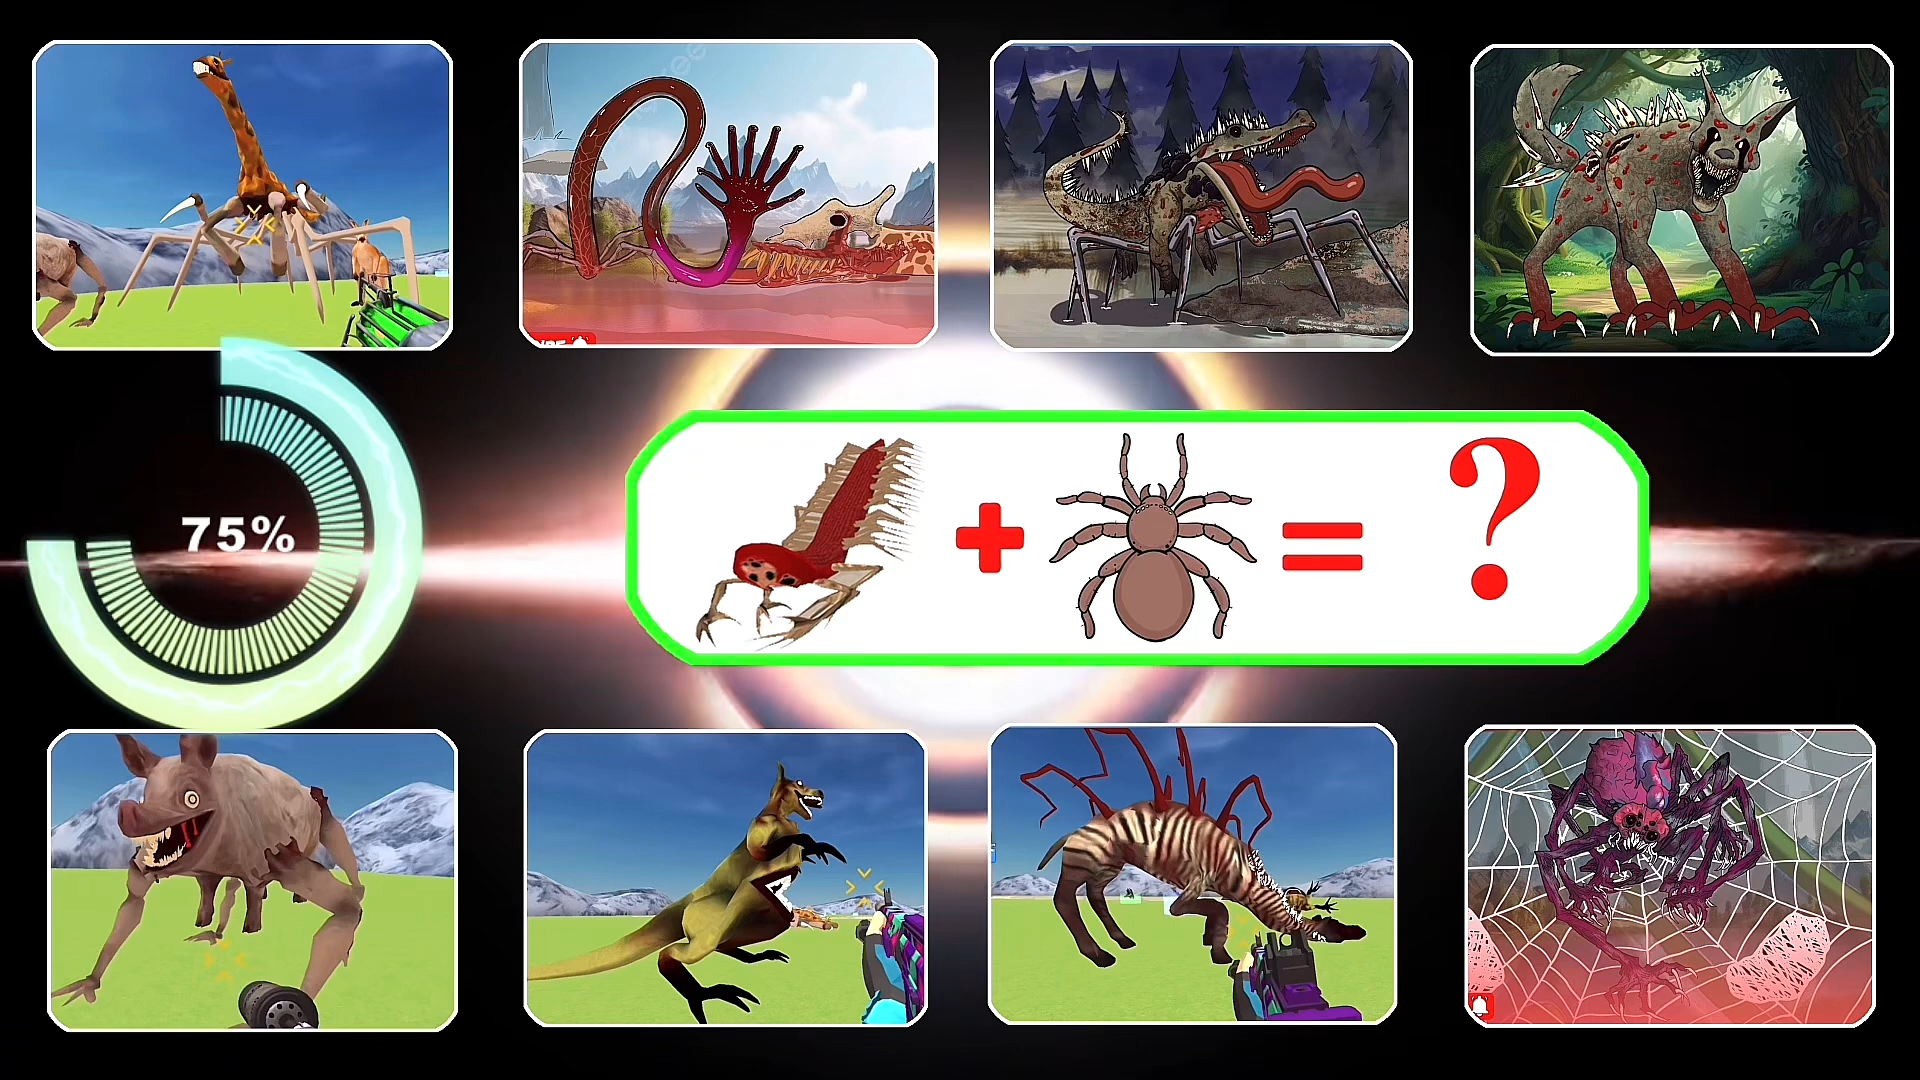 75%
+ = ?